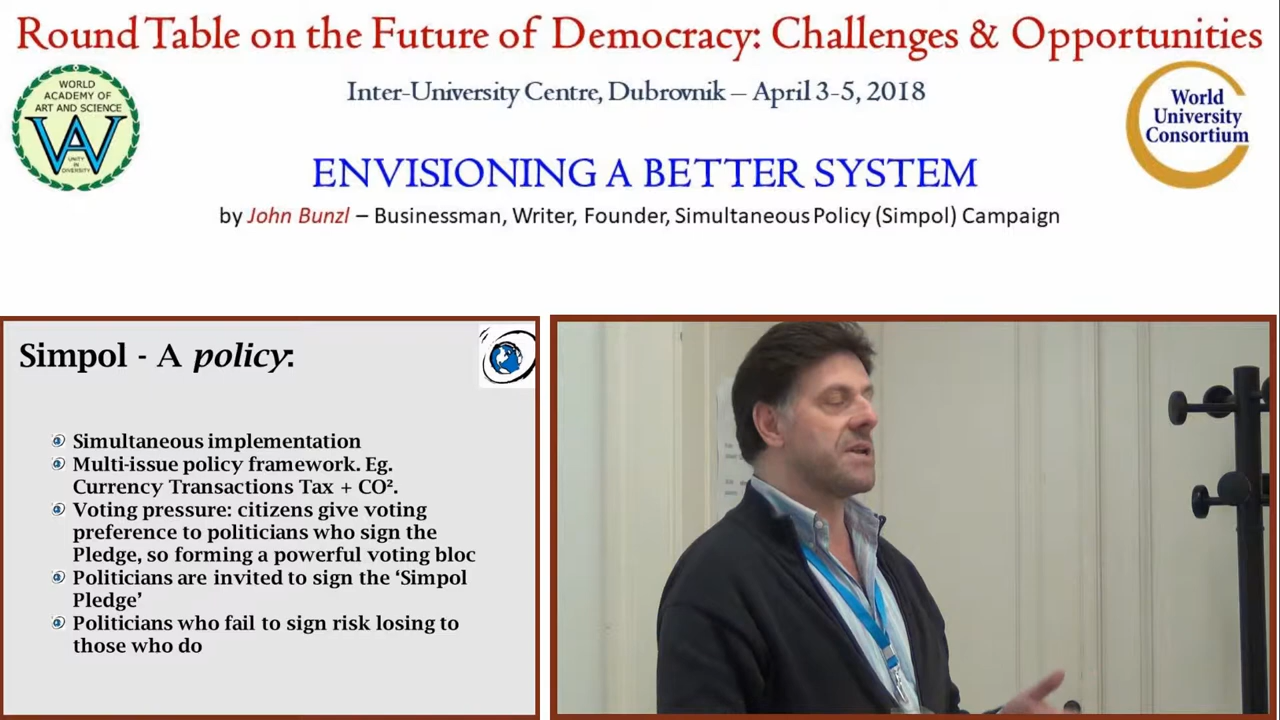 Round Table on the Future of Democracy: Challenges & Opportunities
WORLD
ACADEMY OF
ART AND SCIENCE
UNITY
IN
DIVERSITY
Inter-University Centre, Dubrovnik – April 3-5, 2018
World
University
Consortium
ENVISIONING A BETTER SYSTEM
by John Bunzl – Businessman, Writer, Founder, Simultaneous Policy (Simpol) Campaign
Simpol - A policy:
Simultaneous implementation
Multi-issue policy framework. Eg.
Currency Transactions Tax + CO².
Voting pressure: citizens give voting
preference to politicians who sign the
Pledge, so forming a powerful voting bloc
Politicians are invited to sign the ‘Simpol
Pledge’
Politicians who fail to sign risk losing to
those who do